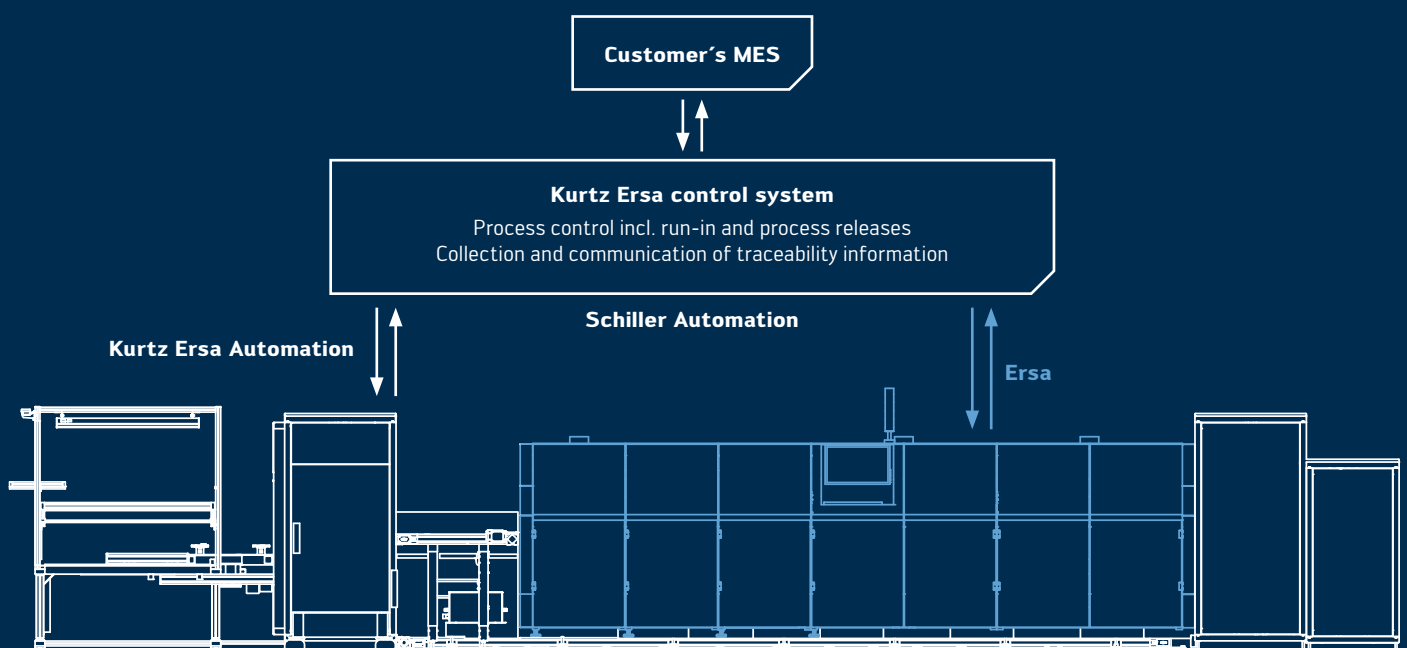 Customer´s MES
Kurtz Ersa control system
Process control incl. run-in and process releases
Collection and communication of traceability information
Schiller Automation
Kurtz Ersa Automation
Ersa